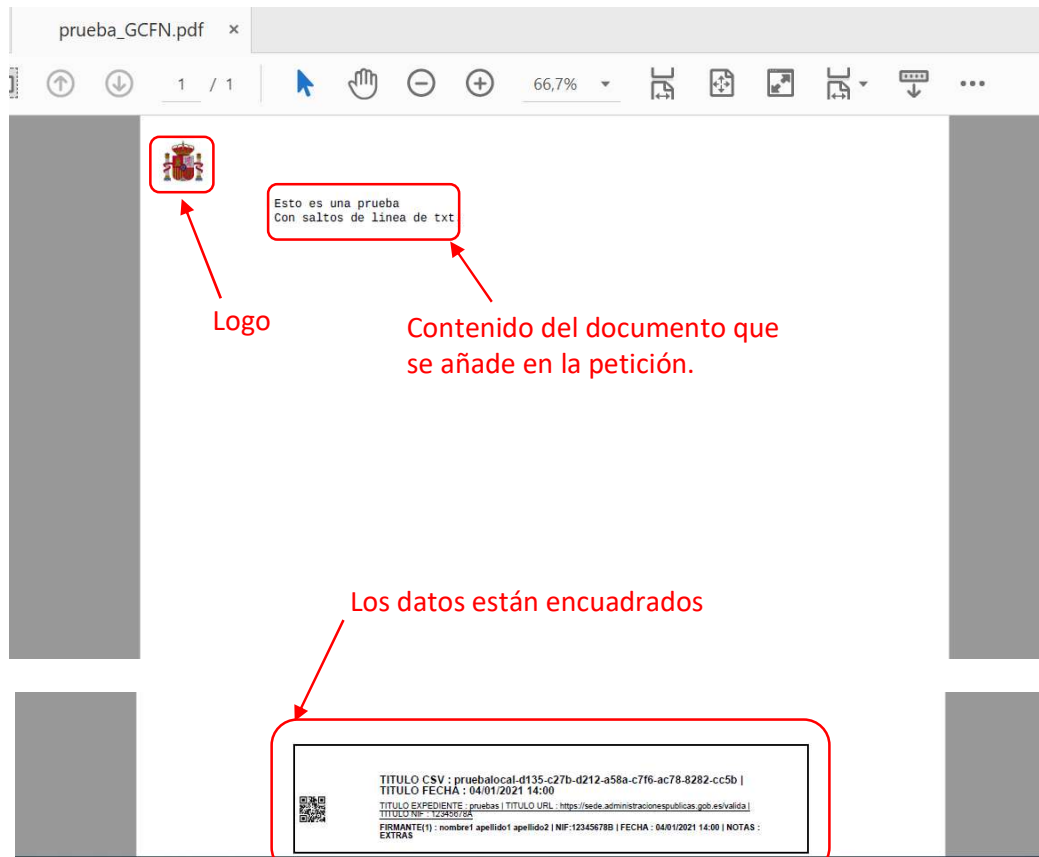 prueba_GCFN.pdf ×
1 / 1 66,7%
Esto es una prueba
Con saltos de linea de txt
Logo
Contenido del documento que
se añade en la petición.
Los datos están encuadrados
TITULO CSV : pruebalocal-d135-c27b-d212-a58a-c7f6-ac78-8282-cc5b |
TITULO FECHA : 04/01/2021 14:00
TITULO EXPEDIENTE : pruebas | TITULO URL : https://sede.administracionespublicas.gob.es/valida |
TITULO NIF : 12345678A
FIRMANTE(1) : nombre1 apellido1 apellido2 | NIF:12345678B | FECHA : 04/01/2021 14:00 | NOTAS :
EXTRAS